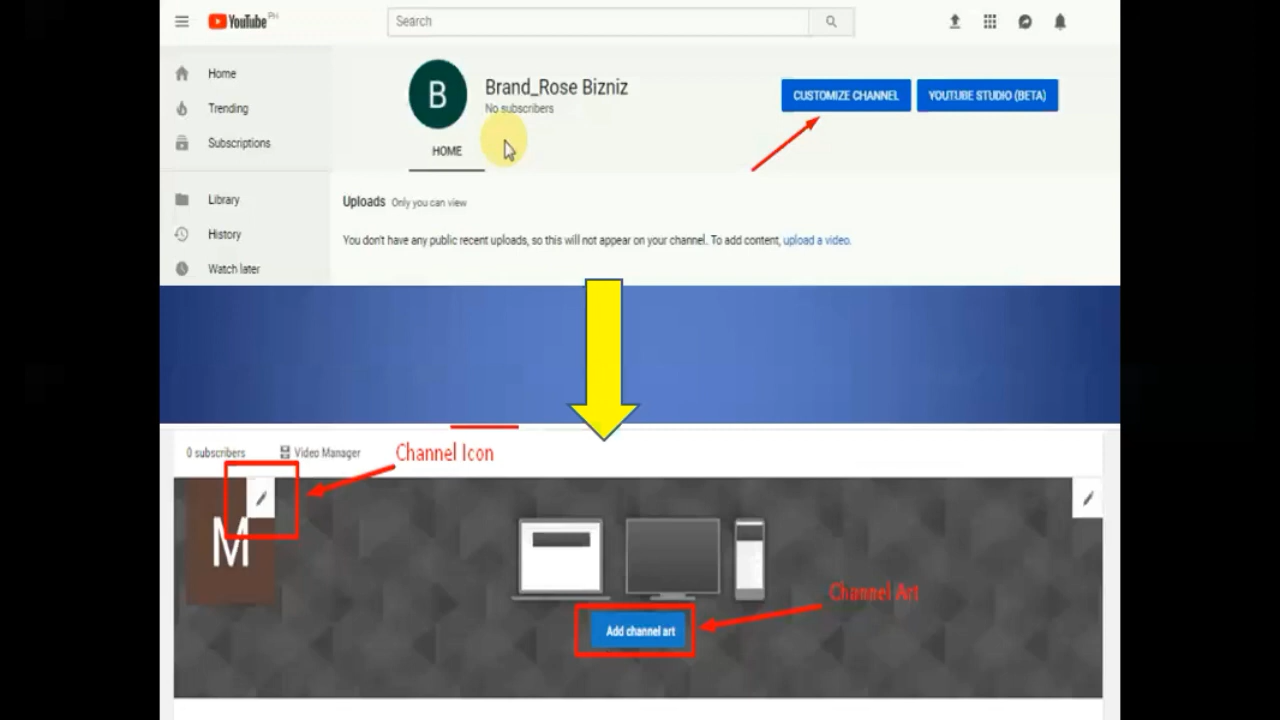 YouTube PH
Search
Home
Trending
Subscriptions
Library
History
Watch later
B
Brand_Rose Bizniz
No subscribers
CUSTOMIZE CHANNEL
YOUTUBE STUDIO (BETA)
HOME
Uploads Only you can view
You don't have any public recent uploads, so this will not appear on your channel. To add content, upload a video.
0 subscribers
Video Manager
Channel Icon
M
Channel Art
Add channel art